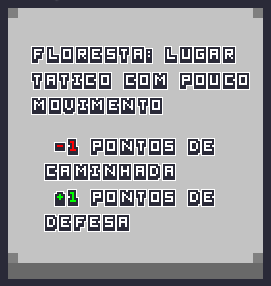 FLORESTA: LUGAR
TATICO COM POUCO
MOVIMENTO
-1 PONTOS DE
CAMINHADA
+1 PONTOS DE
DEFESA